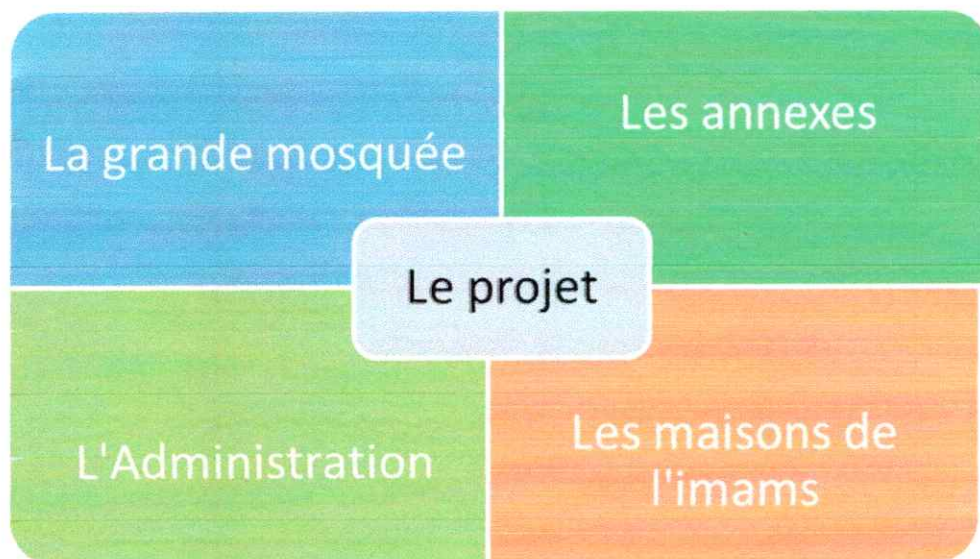 La grande mosquée
Les annexes
Le projet
L'Administration
Les maisons de
l'imams